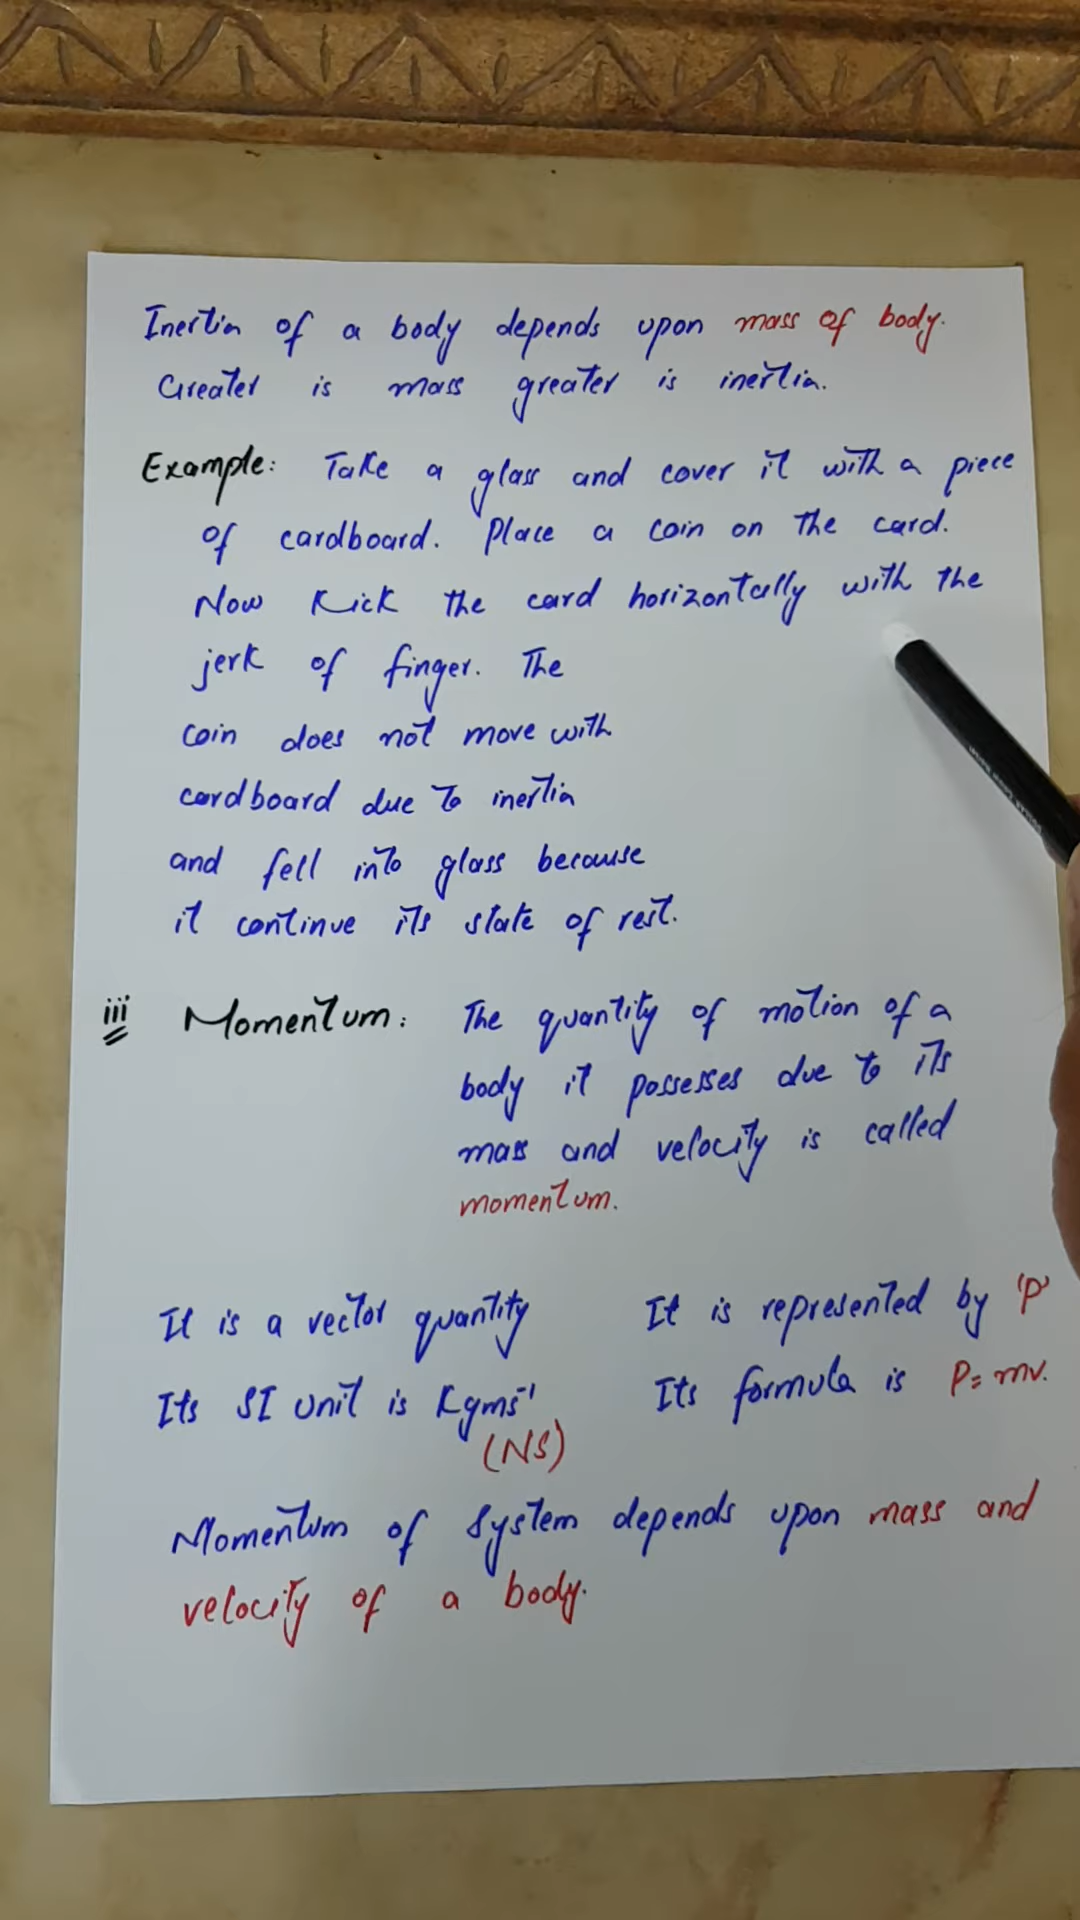 Inertia of a body depends upon mass of body.
Greater is mass greater is inertia.
Example: Take a glass and cover it with a piece
of cardboard. Place a coin on the card.
Now Kick the card horizontally with the
jerk of finger. The
coin does not move with
cardboard due to inertia
and fell into glass because
it continue its state of rest.
iii Momentum: The quantity of motion of a
body it possesses due to its
mass and velocity is called
momentum.
It is a vector quantity It is represented by 'P'
Its SI unit is Kgms⁻¹ Its formula is P=mv.
(NS)
Momentum of system depends upon mass and
velocity of a body.